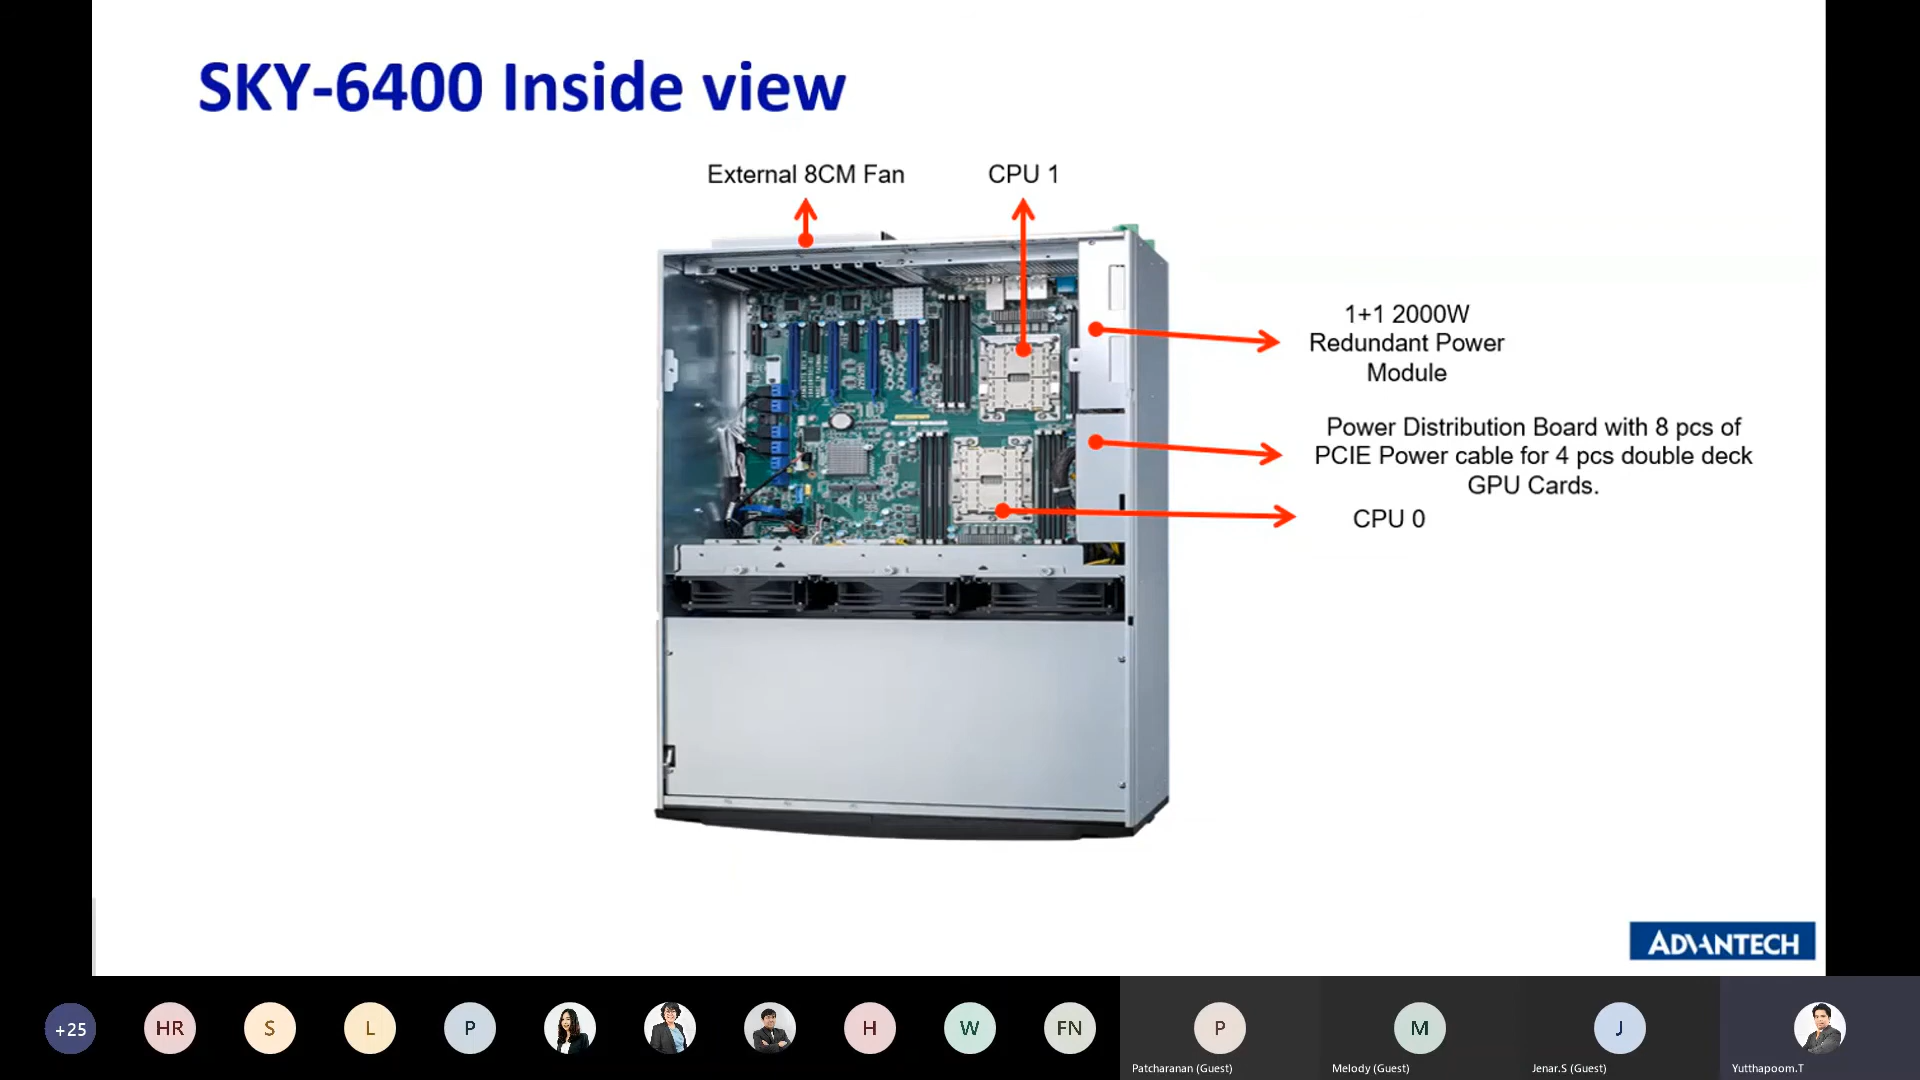 SKY-6400 Inside view
External 8CM Fan
CPU 1
1+1 2000W
Redundant Power
Module
Power Distribution Board with 8 pcs of
PCIE Power cable for 4 pcs double deck
GPU Cards.
CPU 0
ADVANTECH
+25
HR
S
L
P
H
W
FN
P
M
J
Patcharanan (Guest)
Melody (Guest)
Jenar.S (Guest)
Yutthapoom.T